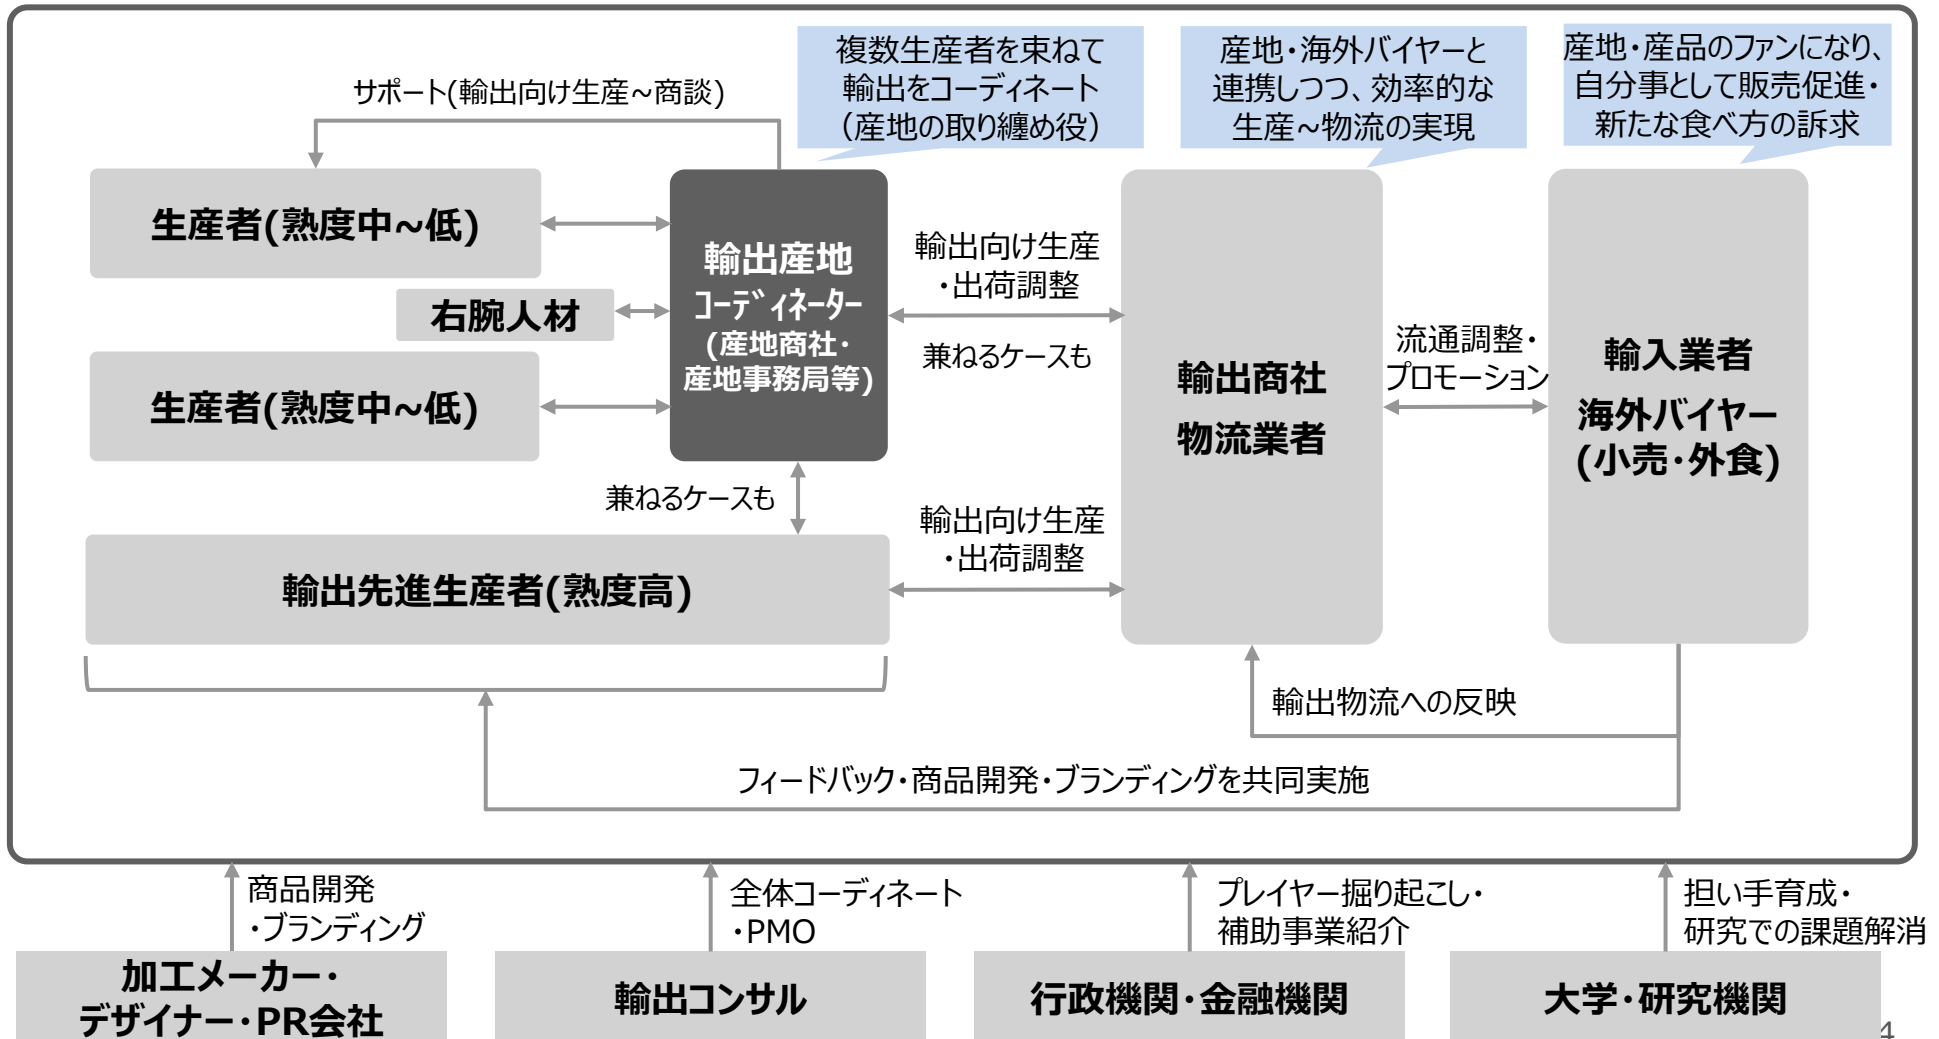 複数生産者を束ねて
輸出をコーディネート
（産地の取り纏め役）
産地・海外バイヤーと
連携しつつ、効率的な
生産~物流の実現
産地・産品のファンになり、
自分事として販売促進・
新たな食べ方の訴求
サポート(輸出向け生産~商談)
生産者(熟度中~低)
右腕人材
生産者(熟度中~低)
輸出産地
ｺｰﾃﾞｨﾈｰﾀｰ
(産地商社・
産地事務局等)
輸出向け生産
・出荷調整
兼ねるケースも
輸出商社
物流業者
流通調整・
プロモーション
輸入業者
海外バイヤー
(小売・外食)
兼ねるケースも
輸出向け生産
・出荷調整
輸出先進生産者(熟度高)
輸出物流への反映
フィードバック・商品開発・ブランディングを共同実施
商品開発
・ブランディング
全体コーディネート
・PMO
プレイヤー掘り起こし・
補助事業紹介
担い手育成・
研究での課題解消
加工メーカー・
デザイナー・PR会社
輸出コンサル
行政機関・金融機関
大学・研究機関